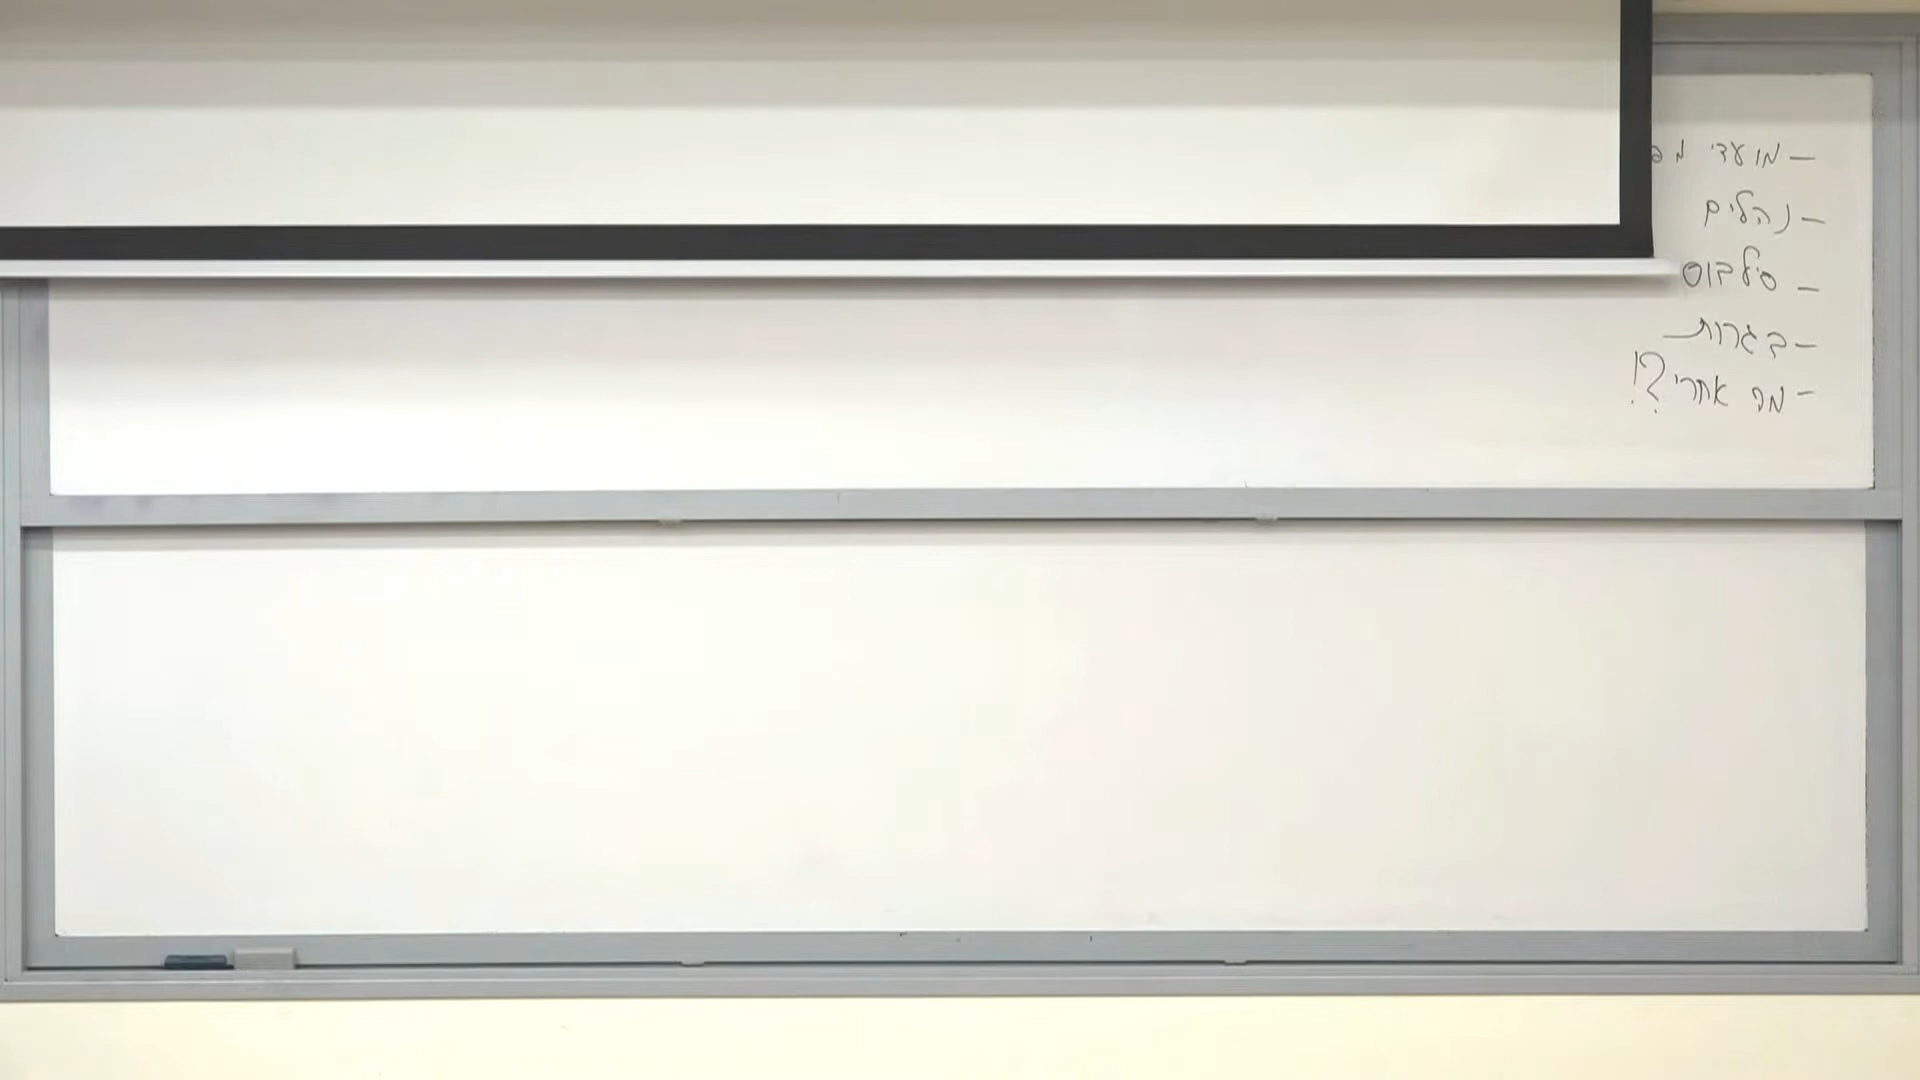 - מועדי
- נהלים
- סילבוס
- בגרות
- מה אחרי?!